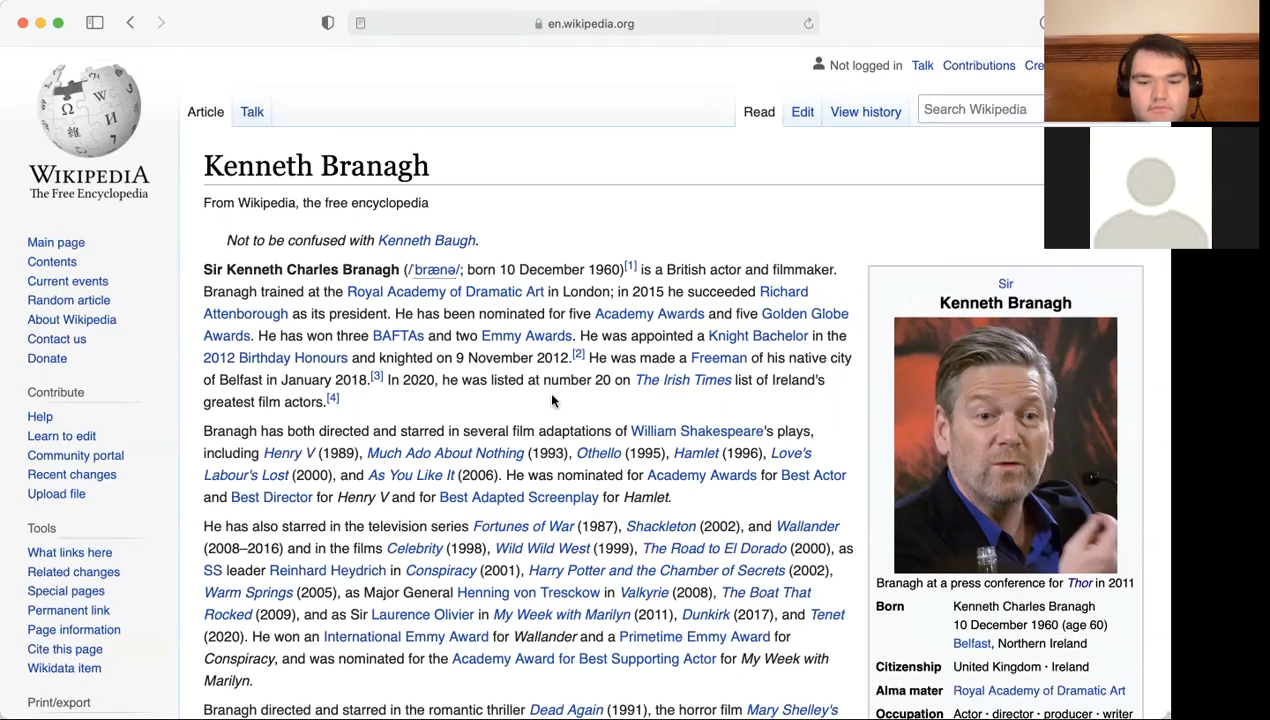 en.wikipedia.org
Not logged in Talk Contributions Cre
Article Talk Read Edit View history Search Wikipedia
WIKIPEDIA
The Free Encyclopedia
Main page
Contents
Current events
Random article
About Wikipedia
Contact us
Donate
Contribute
Help
Learn to edit
Community portal
Recent changes
Upload file
Tools
What links here
Related changes
Special pages
Permanent link
Page information
Cite this page
Wikidata item
Print/export
Kenneth Branagh
From Wikipedia, the free encyclopedia
Not to be confused with Kenneth Baugh.
Sir Kenneth Charles Branagh (/ˈbrænə/; born 10 December 1960)[1] is a British actor and filmmaker.
Branagh trained at the Royal Academy of Dramatic Art in London; in 2015 he succeeded Richard
Attenborough as its president. He has been nominated for five Academy Awards and five Golden Globe
Awards. He has won three BAFTAs and two Emmy Awards. He was appointed a Knight Bachelor in the
2012 Birthday Honours and knighted on 9 November 2012.[2] He was made a Freeman of his native city
of Belfast in January 2018.[3] In 2020, he was listed at number 20 on The Irish Times list of Ireland's
greatest film actors.[4]
Branagh has both directed and starred in several film adaptations of William Shakespeare's plays,
including Henry V (1989), Much Ado About Nothing (1993), Othello (1995), Hamlet (1996), Love's
Labour's Lost (2000), and As You Like It (2006). He was nominated for Academy Awards for Best Actor
and Best Director for Henry V and for Best Adapted Screenplay for Hamlet.
He has also starred in the television series Fortunes of War (1987), Shackleton (2002), and Wallander
(2008–2016) and in the films Celebrity (1998), Wild Wild West (1999), The Road to El Dorado (2000), as
SS leader Reinhard Heydrich in Conspiracy (2001), Harry Potter and the Chamber of Secrets (2002),
Warm Springs (2005), as Major General Henning von Tresckow in Valkyrie (2008), The Boat That
Rocked (2009), and as Sir Laurence Olivier in My Week with Marilyn (2011), Dunkirk (2017), and Tenet
(2020). He won an International Emmy Award for Wallander and a Primetime Emmy Award for
Conspiracy, and was nominated for the Academy Award for Best Supporting Actor for My Week with
Marilyn.
Branagh directed and starred in the romantic thriller Dead Again (1991), the horror film Mary Shelley's
Sir
Kenneth Branagh
Branagh at a press conference for Thor in 2011
Born Kenneth Charles Branagh
10 December 1960 (age 60)
Belfast, Northern Ireland
Citizenship United Kingdom · Ireland
Alma mater Royal Academy of Dramatic Art
Occupation Actor · director · producer · writer